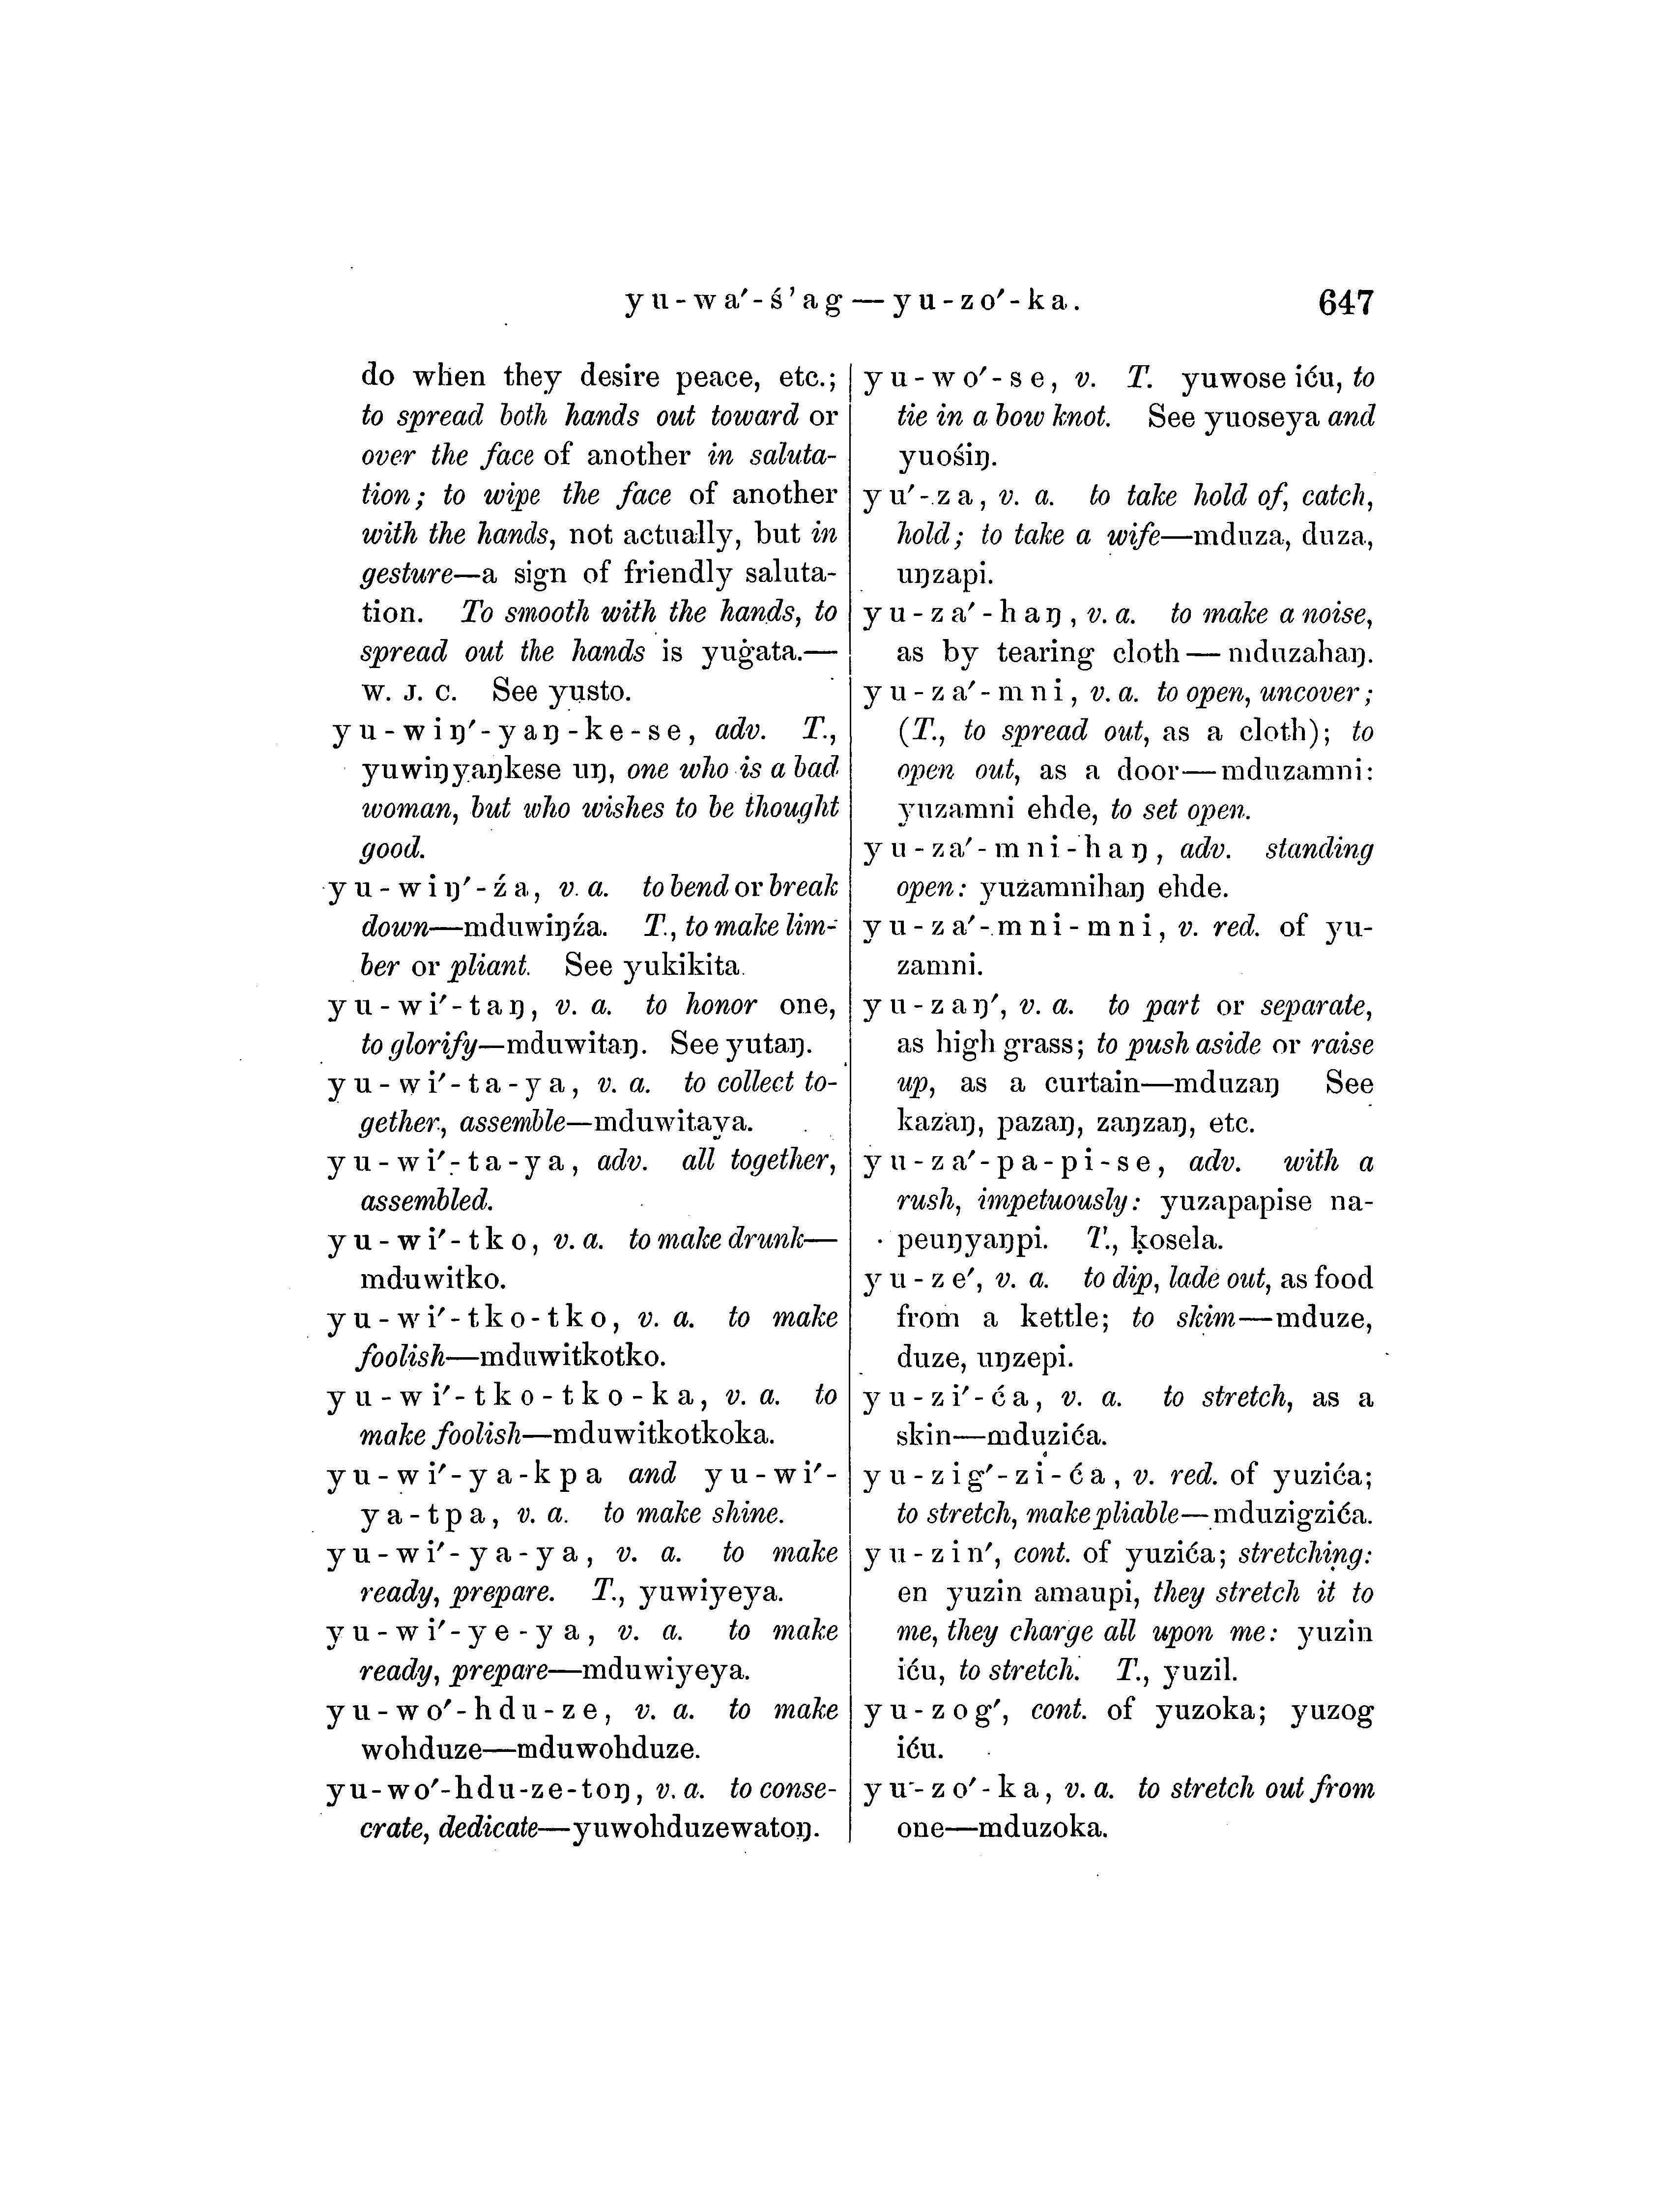 yu-wa′-ś’ag—yu-zo′-ka. 647
do when they desire peace, etc.;
to spread both hands out toward or
over the face of another in saluta-
tion; to wipe the face of another
with the hands, not actually, but in
gesture—a sign of friendly saluta-
tion. To smooth with the hands, to
spread out the hands is yuġata.—
W. J. C. See yusto.
yu-wiŋ′-yaŋ-ke-se, adv. T.,
yuwiŋyaŋkese uŋ, one who is a bad
woman, but who wishes to be thought
good.
yu-wiŋ′-źa, v. a. to bend or break
down—mduwiŋźa. T., to make lim-
ber or pliant. See yukikita.
yu-wi′-taŋ, v. a. to honor one,
to glorify—mduwitaŋ. See yutaŋ.
yu-wi′-ta-ya, v. a. to collect to-
gether, assemble—mduwitaya.
yu-wi′-ta-ya, adv. all together,
assembled.
yu-wi′-tko, v. a. to make drunk—
mduwitko.
yu-wi′-tko-tko, v. a. to make
foolish—mduwitkotko.
yu-wi′-tko-tko-ka, v. a. to
make foolish—mduwitkotkoka.
yu-wi′-ya-kpa and yu-wi′-
ya-tpa, v. a. to make shine.
yu-wi′-ya-ya, v. a. to make
ready, prepare. T., yuwiyeya.
yu-wi′-ye-ya, v. a. to make
ready, prepare—mduwiyeya.
yu-wo′-hdu-ze, v. a. to make
wohduze—mduwohduze.
yu-wo′-hdu-ze-toŋ, v. a. to conse-
crate, dedicate—yuwohduzewatoŋ.
yu-wo′-se, v. T. yuwose iću, to
tie in a bow knot. See yuoseya and
yuośiŋ.
yu′-za, v. a. to take hold of, catch,
hold; to take a wife—mduza, duza,
uŋzapi.
yu-za′-haŋ, v. a. to make a noise,
as by tearing cloth—mduzahaŋ.
yu-za′-mni, v. a. to open, uncover;
(T., to spread out, as a cloth); to
open out, as a door—mduzamni:
yuzamni ehde, to set open.
yu-za′-mni-haŋ, adv. standing
open: yuzamnihaŋ ehde.
yu-za′-mni-mni, v. red. of yu-
zamni.
yu-zaŋ′, v. a. to part or separate,
as high grass; to push aside or raise
up, as a curtain—mduzaŋ See
kazaŋ, pazaŋ, zaŋzaŋ, etc.
yu-za′-pa-pi-se, adv. with a
rush, impetuously: yuzapapise na-
peuŋyaŋpi. T., ḳosela.
yu-ze′, v. a. to dip, lade out, as food
from a kettle; to skim—mduze,
duze, uŋzepi.
yu-zi′-ća, v. a. to stretch, as a
skin—mduzića.
yu-zig′-zi-ća, v. red. of yuzića;
to stretch, make pliable—mduzigzića.
yu-zin′, cont. of yuzića; stretching:
en yuzin amaupi, they stretch it to
me, they charge all upon me: yuzin
iću, to stretch. T., yuzil.
yu-zog′, cont. of yuzoka; yuzog
iću.
yu-zo′-ka, v. a. to stretch out from
one—mduzoka.